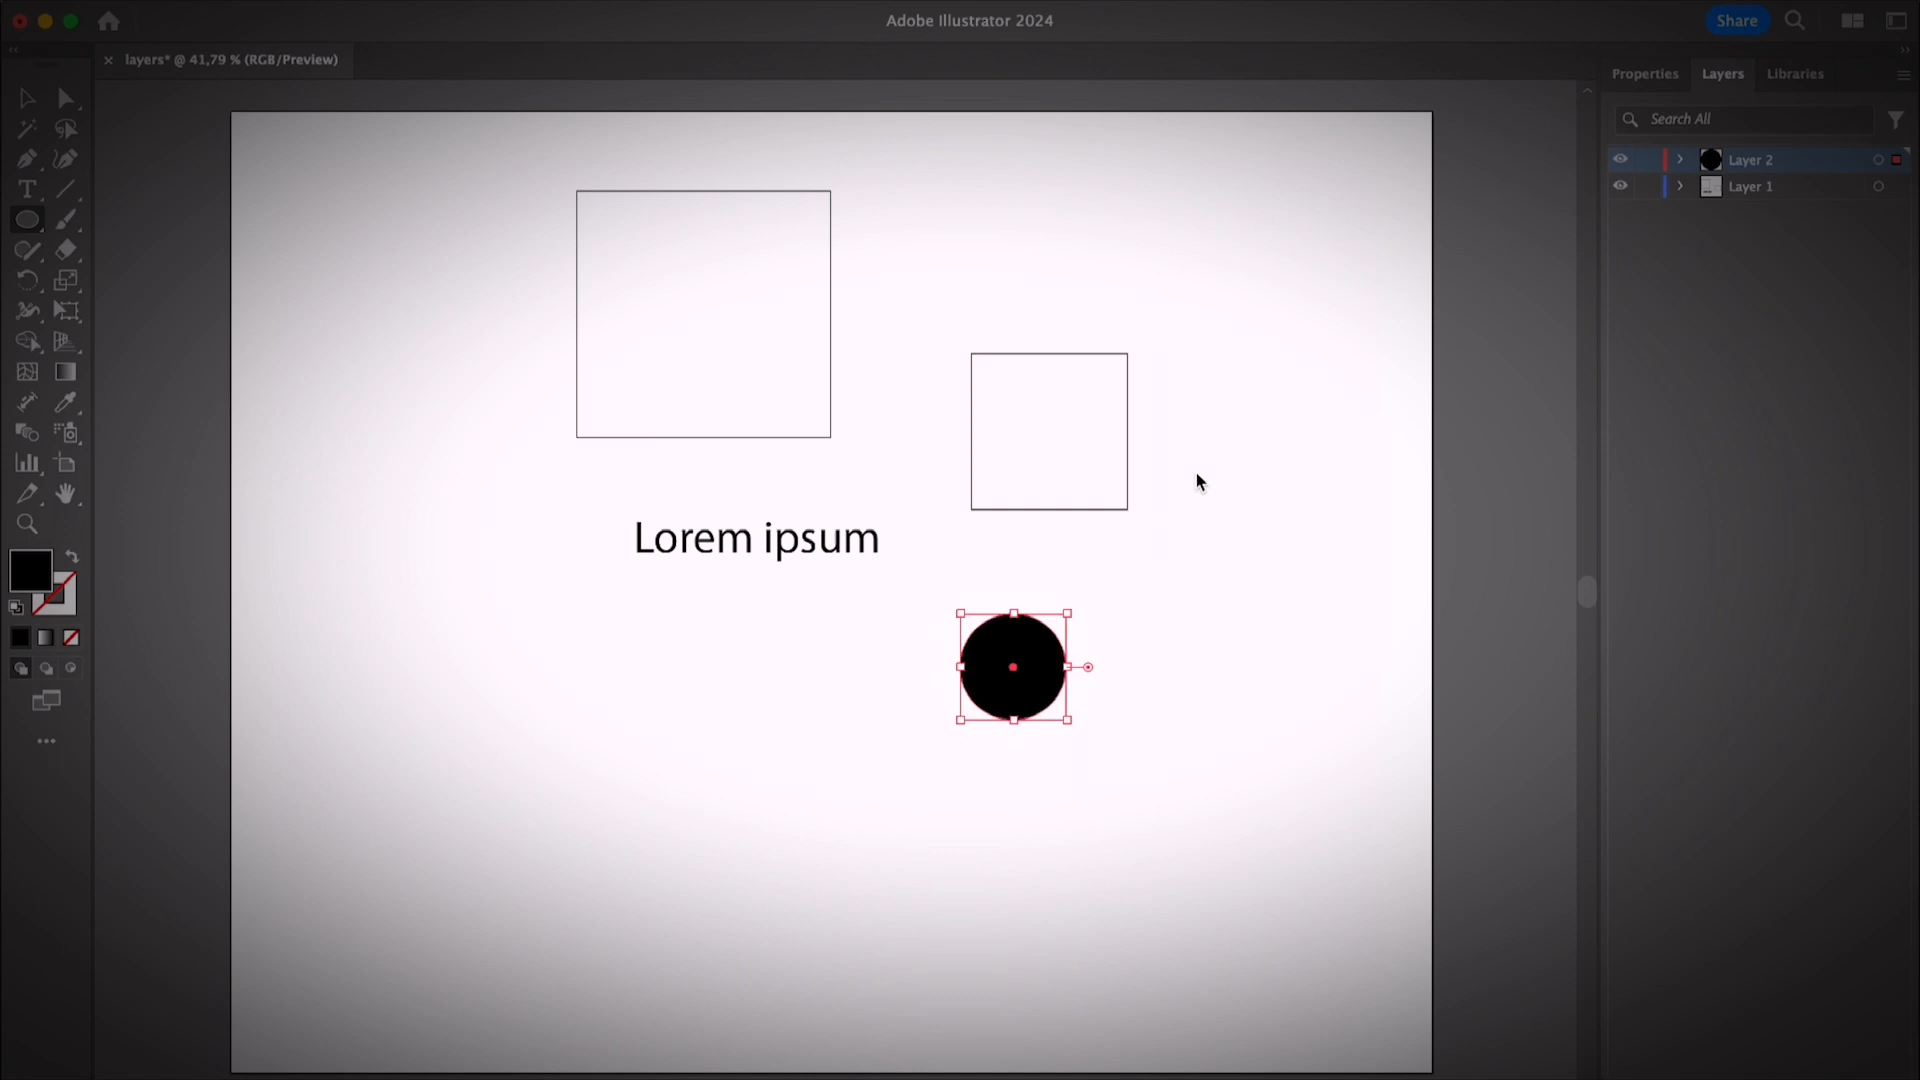 Adobe Illustrator 2024
Share
layers* @ 41,79 % (RGB/Preview)
Properties
Layers
Libraries
Search All
Layer 2
Layer 1
Lorem ipsum